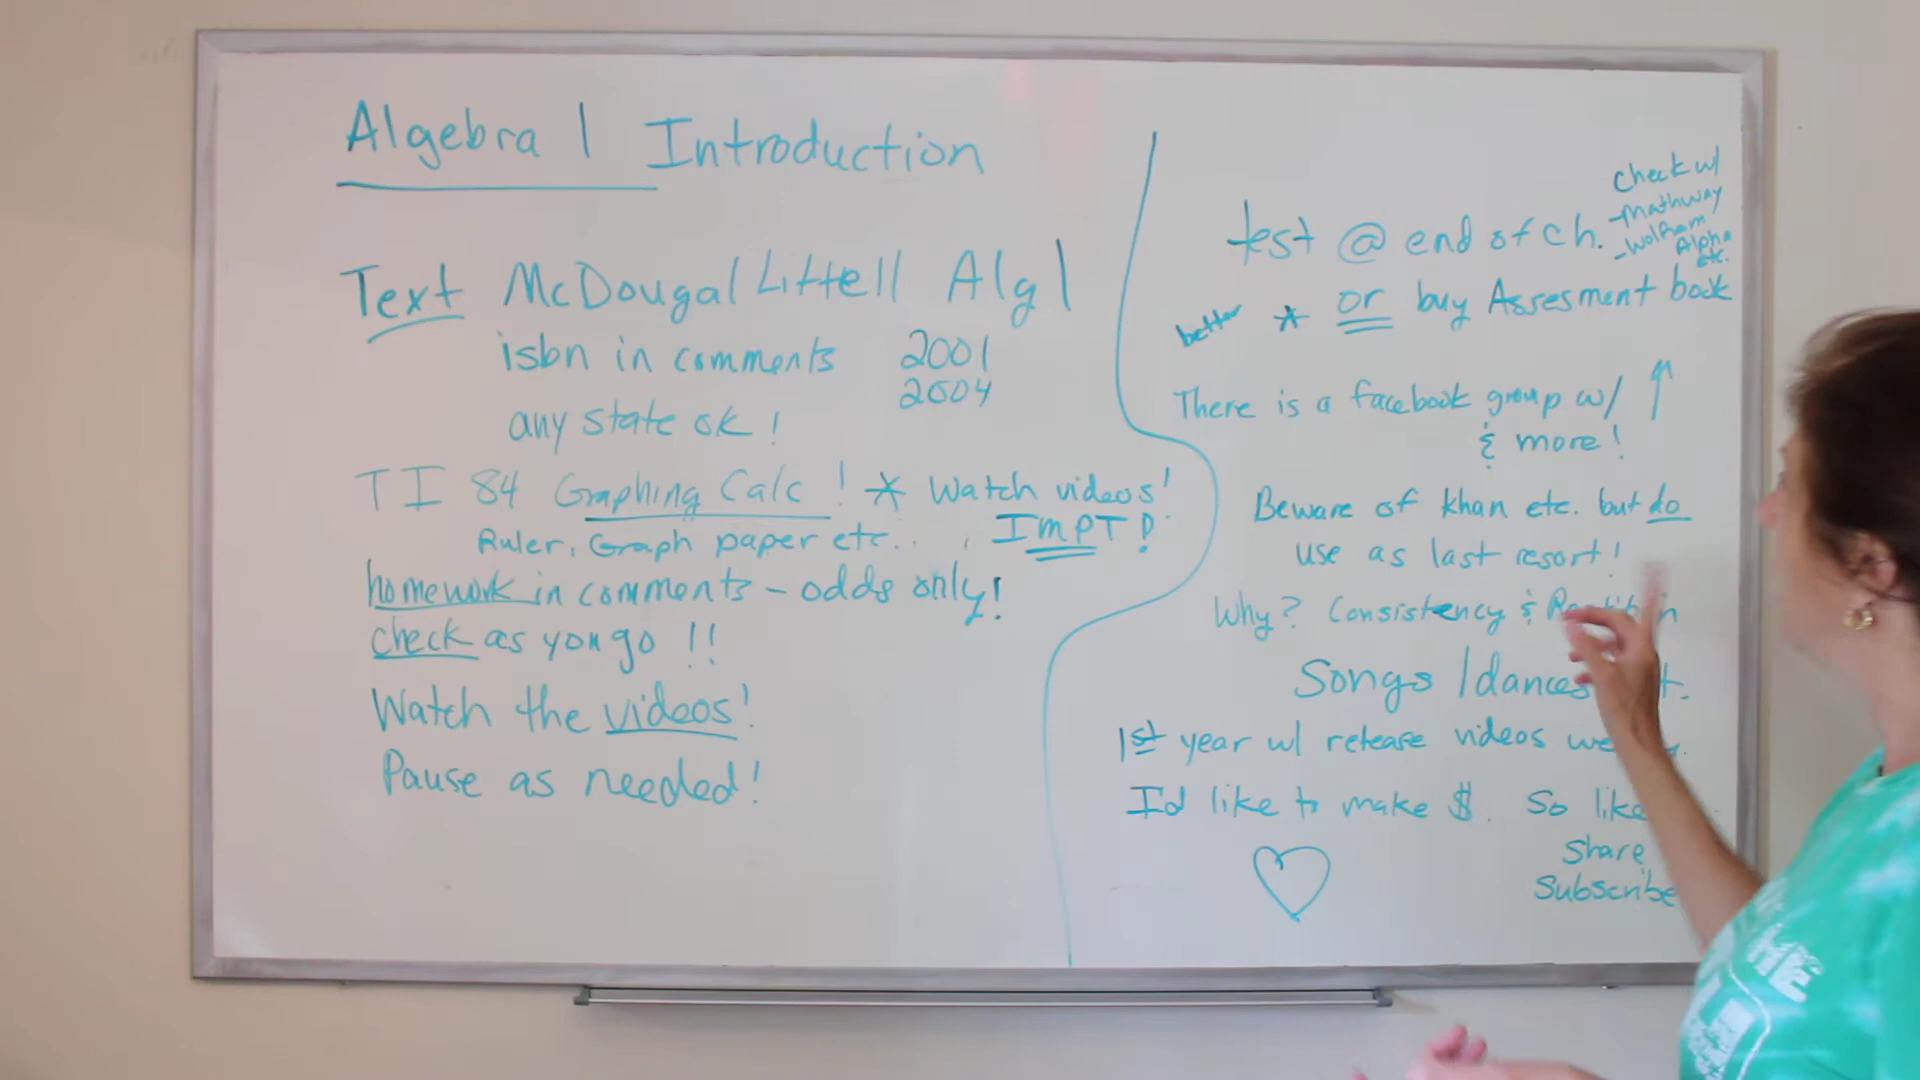 Algebra 1 Introduction
Text McDougal Littell Alg 1
isbn in comments 2001
2004
any state ok!
TI 84 Graphing Calc! * Watch videos!
Ruler, Graph paper etc.. IMPT!
homework in comments - odds only!
check as you go!!
Watch the videos!
Pause as needed!
check w/
-mathway
-Wolfram
Alpha
etc.
test @ end of ch.
better * or buy Assesment book
There is a facebook group w/ ↑
& more!
Beware of khan etc. but do
use as last resort!
Why? Consistency &
Songs /dances
1st year w/ release videos
I'd like to make $. So like
Share
Subscribe